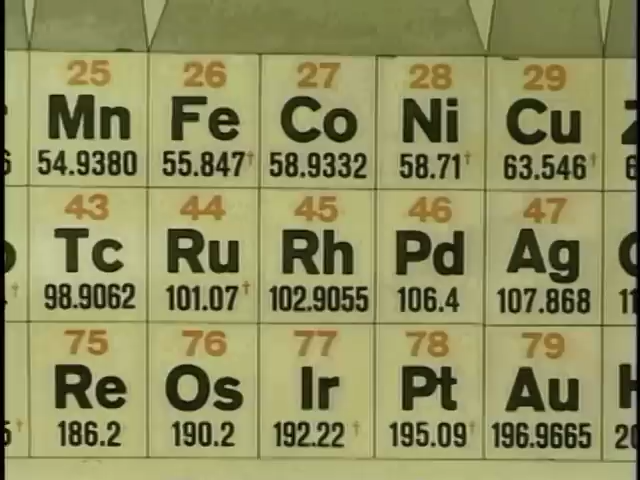 25 26 27 28 29
Mn Fe Co Ni Cu
54.9380 55.847† 58.9332 58.71† 63.546†
43 44 45 46 47
Tc Ru Rh Pd Ag
98.9062 101.07† 102.9055 106.4 107.868
75 76 77 78 79
Re Os Ir Pt Au
186.2 190.2 192.22† 195.09† 196.9665